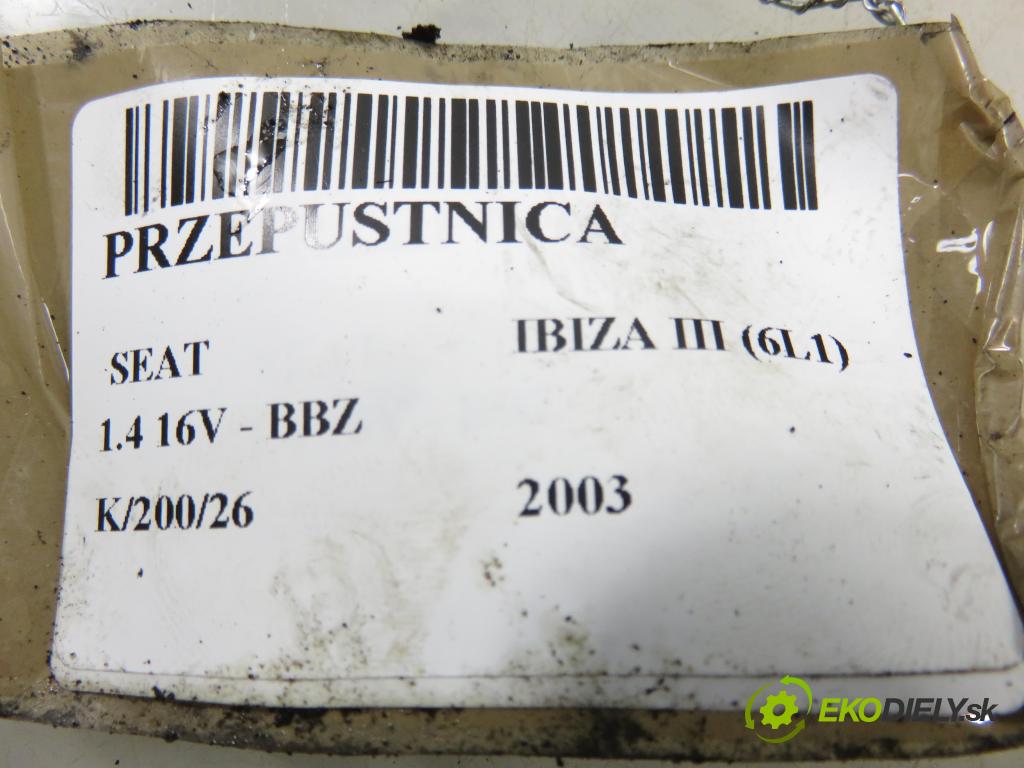 PRZEPUSTNICA
SEAT
IBIZA III (6L1)
1.4 16V - BBZ
K/200/26
2003
EKODIELY.sk